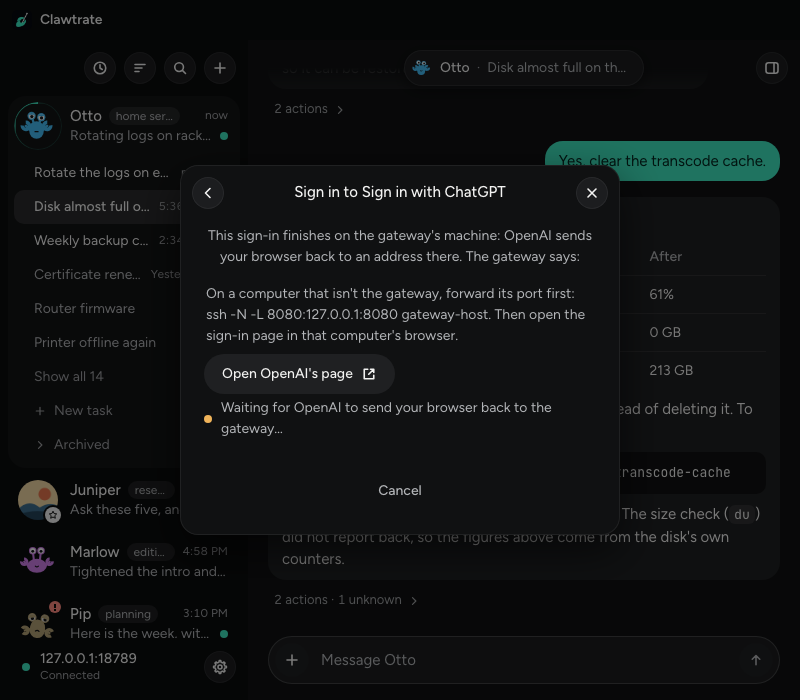 Clawtrate
Otto · Disk almost full on th...
Otto home ser... now
Rotating logs on rack...
Rotate the logs on e...
Disk almost full o... 5:36
Weekly backup c... 2:34
Certificate rene... Yeste
Router firmware
Printer offline again
Show all 14
+ New task
Archived
Juniper rese...
Ask these five, an
Marlow editi... 4:58 PM
Tightened the intro and...
Pip planning 3:10 PM
Here is the week. wit...
127.0.0.1:18789
Connected
2 actions
Yes, clear the transcode cache.
Sign in to Sign in with ChatGPT
This sign-in finishes on the gateway's machine: OpenAI sends
your browser back to an address there. The gateway says:
On a computer that isn't the gateway, forward its port first:
ssh -N -L 8080:127.0.0.1:8080 gateway-host. Then open the
sign-in page in that computer's browser.
Open OpenAI's page
Waiting for OpenAI to send your browser back to the
gateway...
Cancel
After
61%
0 GB
213 GB
ead of deleting it. To
transcode-cache
The size check (du)
did not report back, so the figures above come from the disk's own
counters.
2 actions · 1 unknown
Message Otto